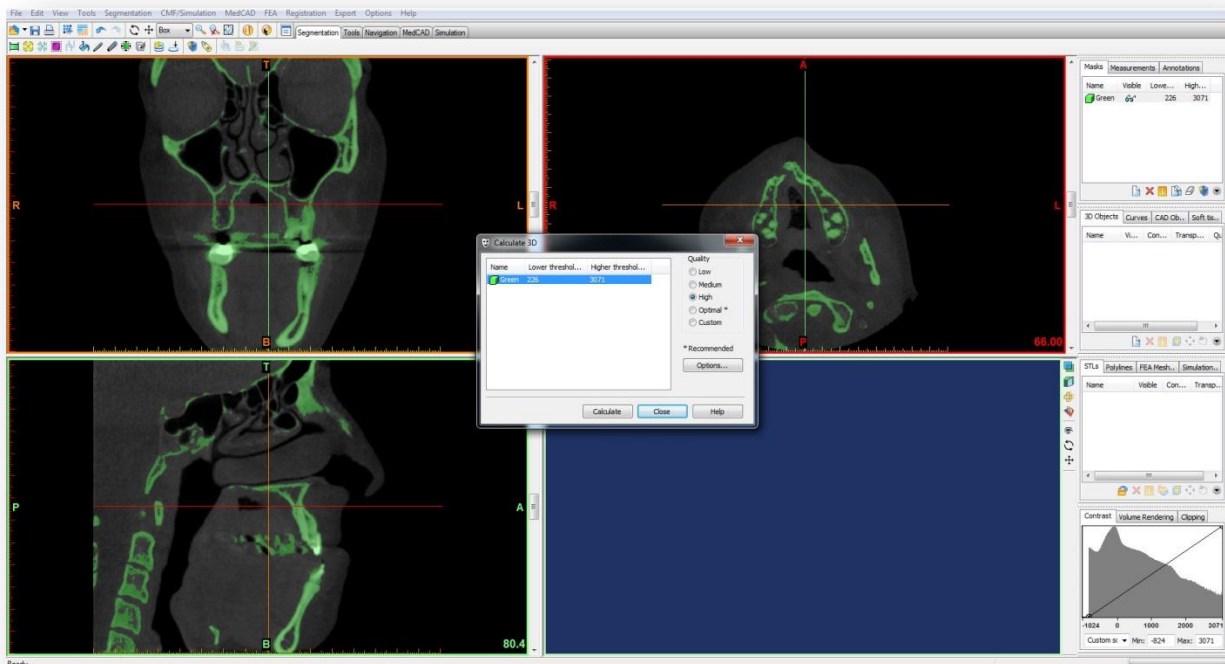 File Edit View Tools Segmentation CMF/Simulation MedCAD FEA Registration Export Options Help
Box
Segmentation Tools Navigation MedCAD Simulation
T
R
L
B
A
R
L
P
66.00
T
P
A
B
80.4
Calculate 3D
Name Lower threshol... Higher threshol...
Green 226 3071
Quality
Low
Medium
High
Optimal *
Custom
* Recommended
Options...
Calculate Close Help
Masks Measurements Annotations
Name Visible Lowe... High...
Green 226 3071
3D Objects Curves CAD Ob.. Soft tis..
Name Vi... Con... Transp... Qu
STLs Polylines FEA Mesh.. Simulation..
Name Visible Con... Transp..
Contrast Volume Rendering Clipping
-1024 0 1000 2000 3071
Custom sc Min: -824 Max: 3071
Ready